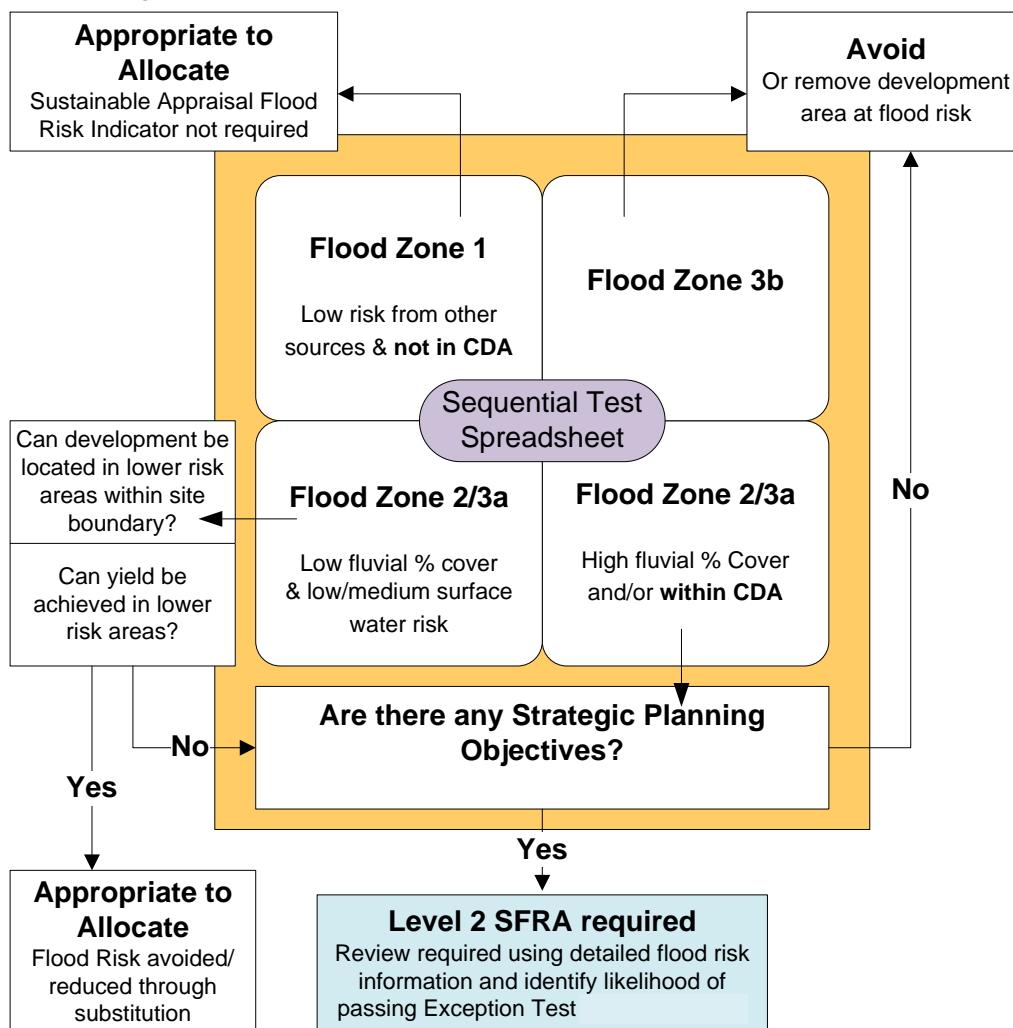 Appropriate to
Allocate
Sustainable Appraisal Flood
Risk Indicator not required
Avoid
Or remove development
area at flood risk
Flood Zone 1
Low risk from other
sources & not in CDA
Flood Zone 3b
Sequential Test
Spreadsheet
Can development be
located in lower risk
areas within site
boundary?
Can yield be
achieved in lower
risk areas?
Flood Zone 2/3a
Low fluvial % cover
& low/medium surface
water risk
Flood Zone 2/3a
High fluvial % Cover
and/or within CDA
No
Are there any Strategic Planning
Objectives?
No
Yes
Yes
Appropriate to
Allocate
Flood Risk avoided/
reduced through
substitution
Level 2 SFRA required
Review required using detailed flood risk
information and identify likelihood of
passing Exception Test